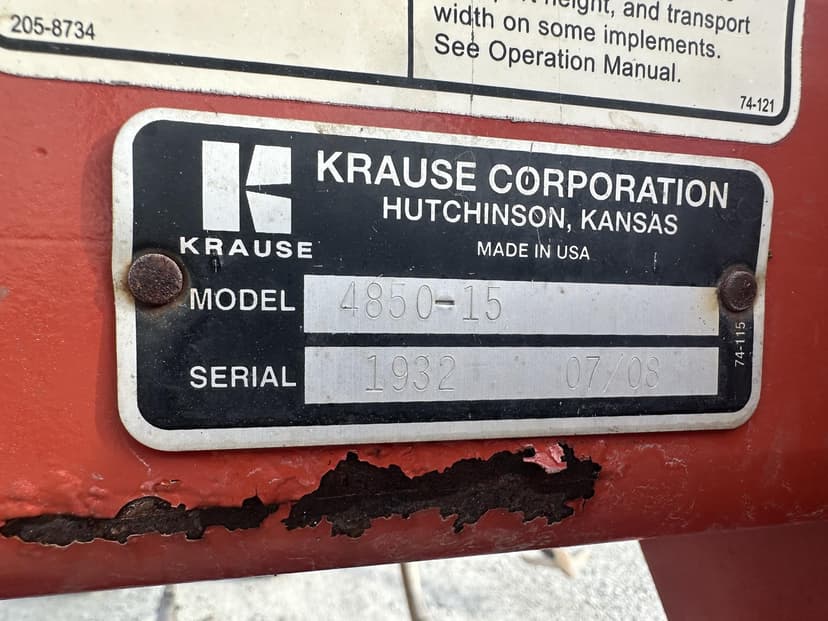 205-8734
height, and transport
width on some implements.
See Operation Manual.
74-121
KRAUSE CORPORATION
HUTCHINSON, KANSAS
MADE IN USA
KRAUSE
MODEL 4850-15
SERIAL 1932 07/08
74-115